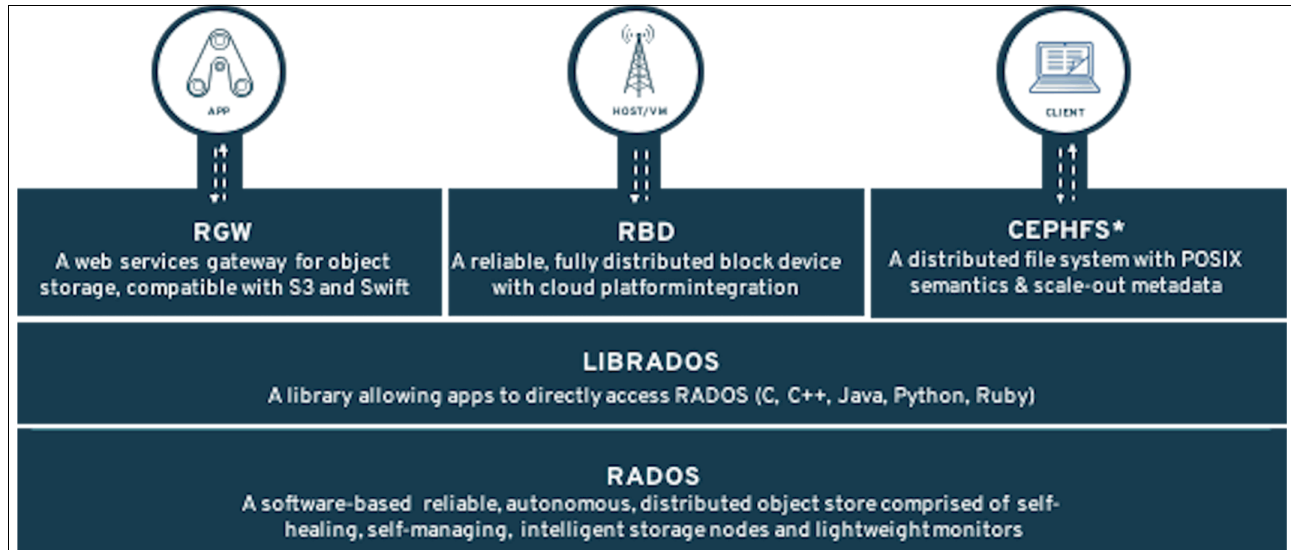 APP
HOST/VM
CLIENT
RGW
A web services gateway for object
storage, compatible with S3 and Swift
RBD
A reliable, fully distributed block device
with cloud platformintegration
CEPHFS*
A distributed file system with POSIX
semantics & scale-out metadata
LIBRADOS
A library allowing apps to directly access RADOS (C, C++, Java, Python, Ruby)
RADOS
A software-based reliable, autonomous, distributed object store comprised of self-
healing, self-managing, intelligent storage nodes and lightweight monitors